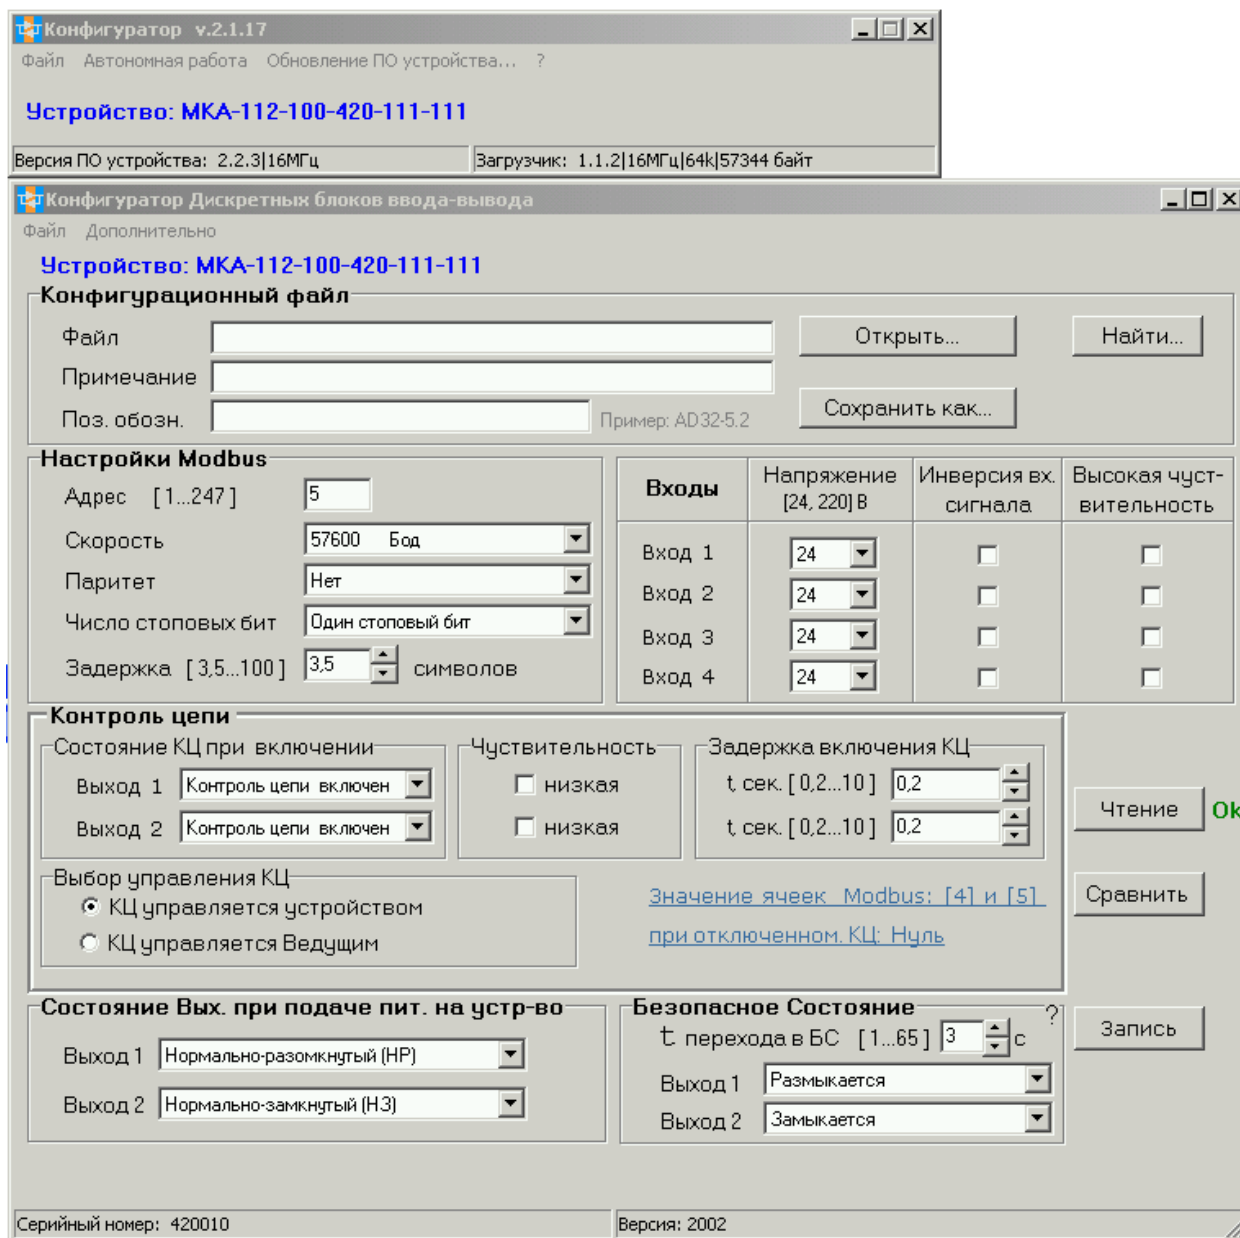 Конфигуратор v.2.1.17
Файл Автономная работа Обновление ПО устройства... ?
Устройство: МКА-112-100-420-111-111
Версия ПО устройства: 2.2.3|16МГц Загрузчик: 1.1.2|16МГц|64k|57344 байт
Конфигуратор Дискретных блоков ввода-вывода
Файл Дополнительно
Устройство: МКА-112-100-420-111-111
Конфигурационный файл
Файл Открыть... Найти...
Примечание
Поз. обозн. Пример: AD32-5.2 Сохранить как...
Настройки Modbus
Адрес [1...247] 5
Скорость 57600 Бод
Паритет Нет
Число стоповых бит Один стоповый бит
Задержка [3,5...100] 3,5 символов
Входы Напряжение [24, 220] В Инверсия вх. сигнала Высокая чуст-вительность
Вход 1 24
Вход 2 24
Вход 3 24
Вход 4 24
Контроль цепи
Состояние КЦ при включении Чуствительность Задержка включения КЦ
Выход 1 Контроль цепи включен низкая t, сек. [0,2...10] 0,2
Выход 2 Контроль цепи включен низкая t, сек. [0,2...10] 0,2
Чтение Ok
Выбор управления КЦ
КЦ управляется устройством
КЦ управляется Ведущим
Значение ячеек Modbus: [4] и [5]
при отключенном. КЦ: Нуль
Сравнить
Состояние Вых. при подаче пит. на устр-во
Выход 1 Нормально-разомкнутый (НР)
Выход 2 Нормально-замкнутый (НЗ)
Безопасное Состояние ?
t перехода в БС [1...65] 3 с
Выход 1 Размыкается
Выход 2 Замыкается
Запись
Серийный номер: 420010 Версия: 2002